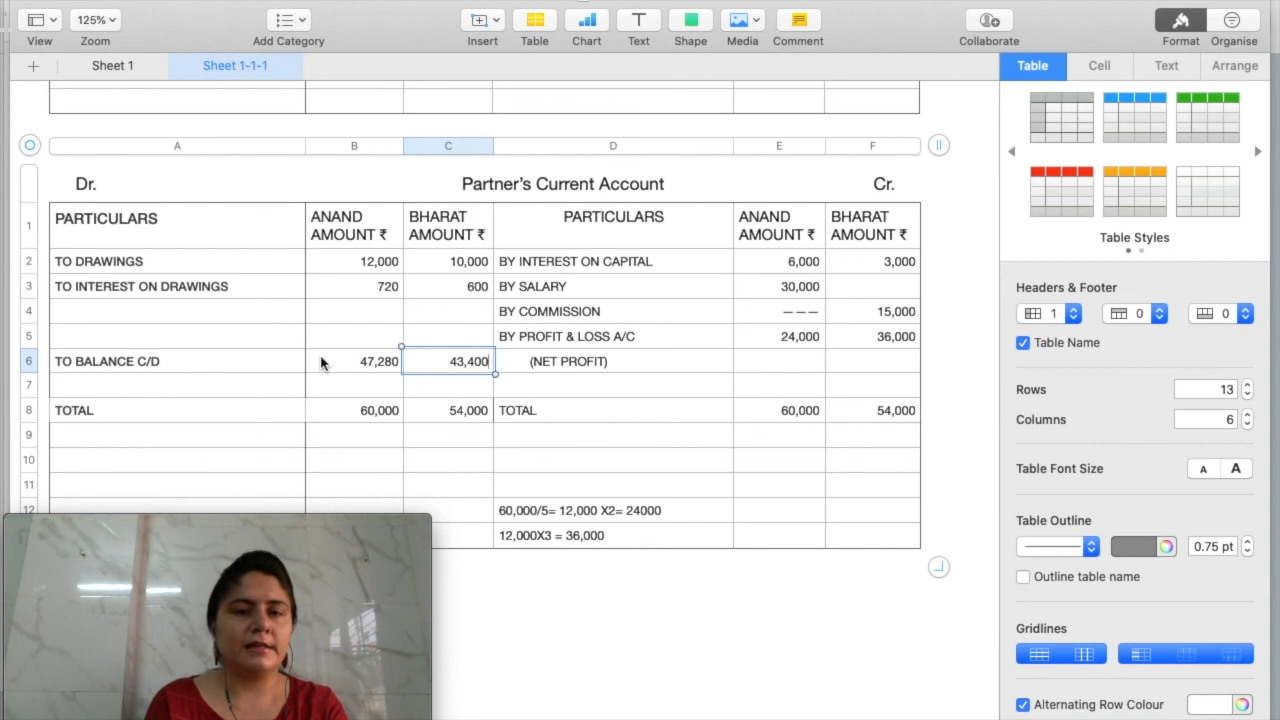 125%
View
Zoom
Add Category
Insert
Table
Chart
Text
Shape
Media
Comment
Collaborate
Format
Organise
Sheet 1
Sheet 1-1-1
Table
Cell
Text
Arrange
A B C D E F
Dr. Partner's Current Account Cr.
1 PARTICULARS ANAND AMOUNT ₹ BHARAT AMOUNT ₹ PARTICULARS ANAND AMOUNT ₹ BHARAT AMOUNT ₹
2 TO DRAWINGS 12,000 10,000 BY INTEREST ON CAPITAL 6,000 3,000
3 TO INTEREST ON DRAWINGS 720 600 BY SALARY 30,000
4 BY COMMISSION ——— 15,000
5 BY PROFIT & LOSS A/C 24,000 36,000
6 TO BALANCE C/D 47,280 43,400 (NET PROFIT)
7
8 TOTAL 60,000 54,000 TOTAL 60,000 54,000
9
10
11
12 60,000/5= 12,000 X2= 24000
12,000X3 = 36,000
Table Styles
Headers & Footer
1 0 0
Table Name
Rows 13
Columns 6
Table Font Size A A
Table Outline
0.75 pt
Outline table name
Gridlines
Alternating Row Colour